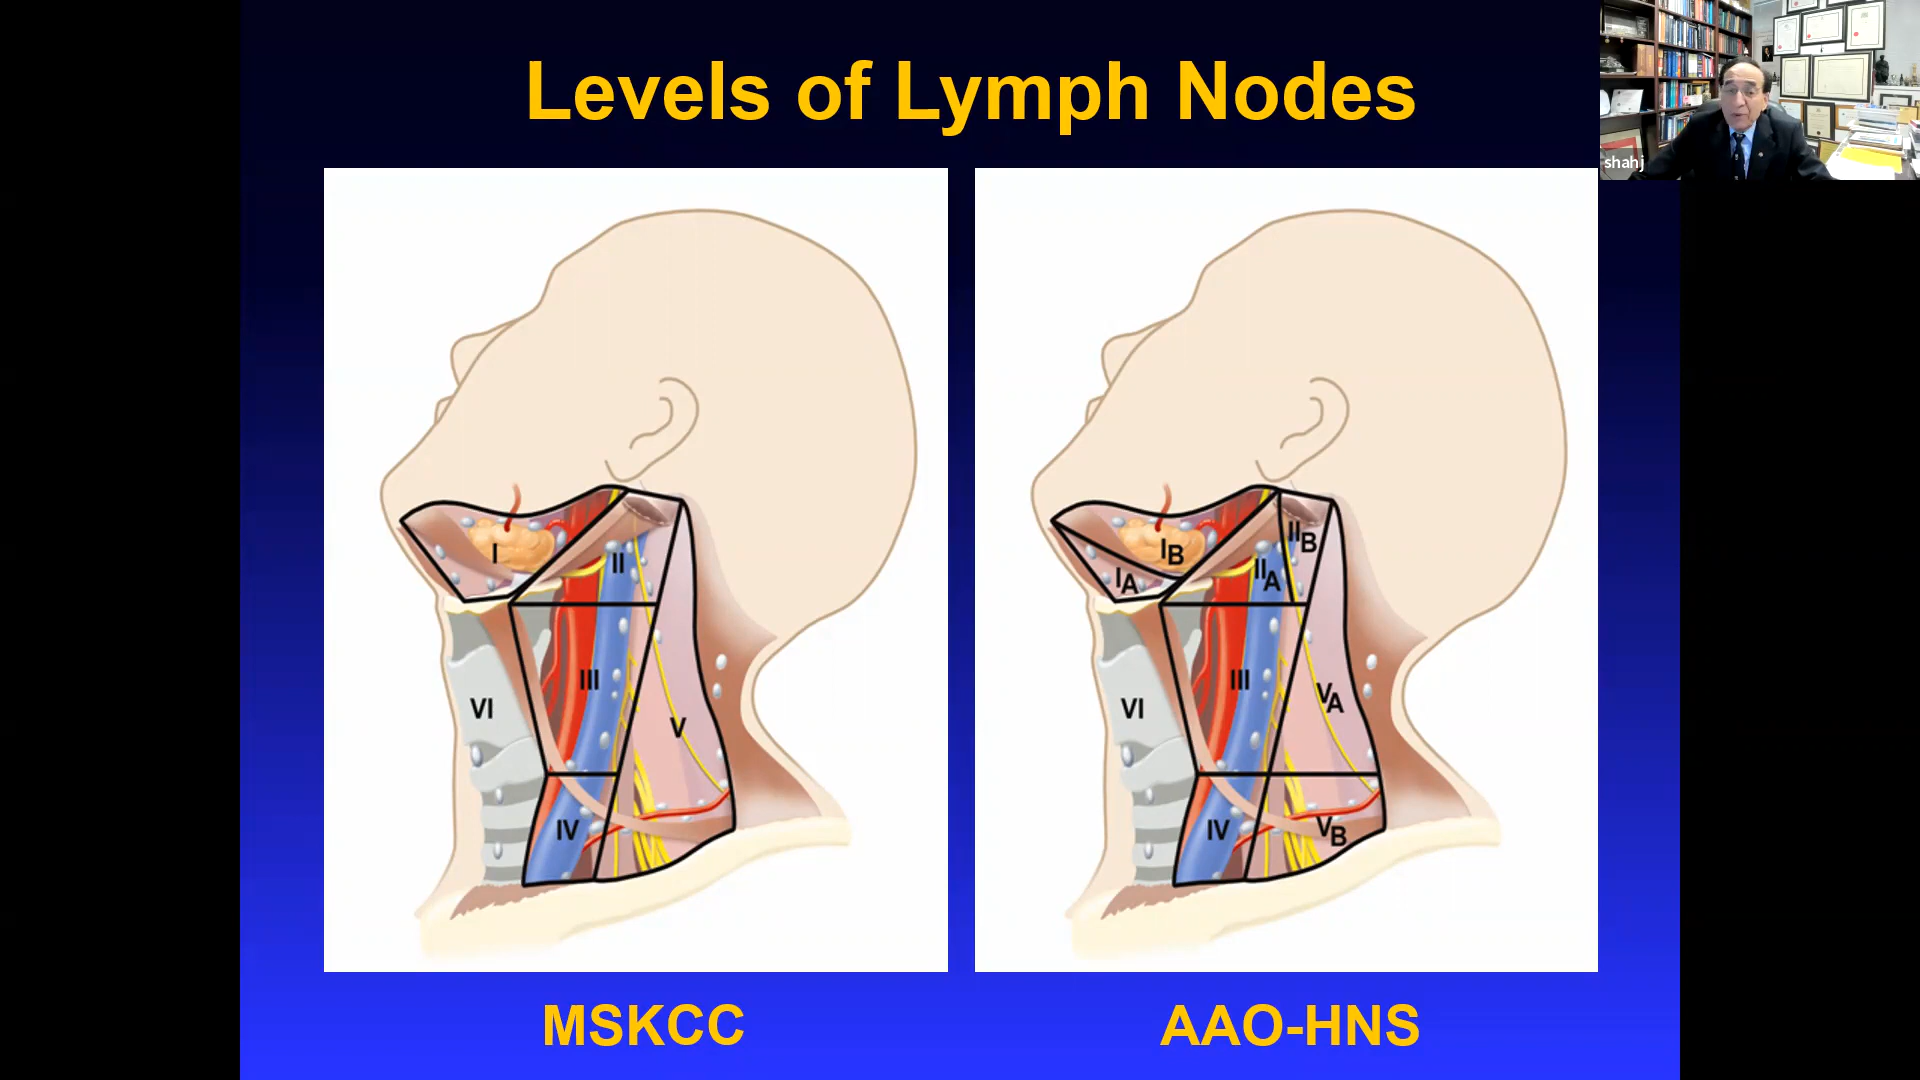 Levels of Lymph Nodes
shahj
I
II
III
IV
V
VI
IA
IB
IIA
IIB
III
IV
VA
VB
VI
MSKCC
AAO-HNS